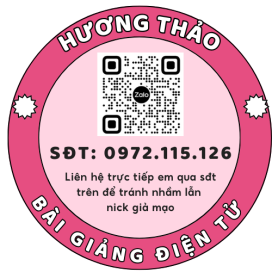 HƯƠNG THẢO
Zalo
SĐT: 0972.115.126
Liên hệ trực tiếp em qua sđt
trên để tránh nhầm lẫn
nick giả mạo
BÀI GIẢNG ĐIỆN TỬ